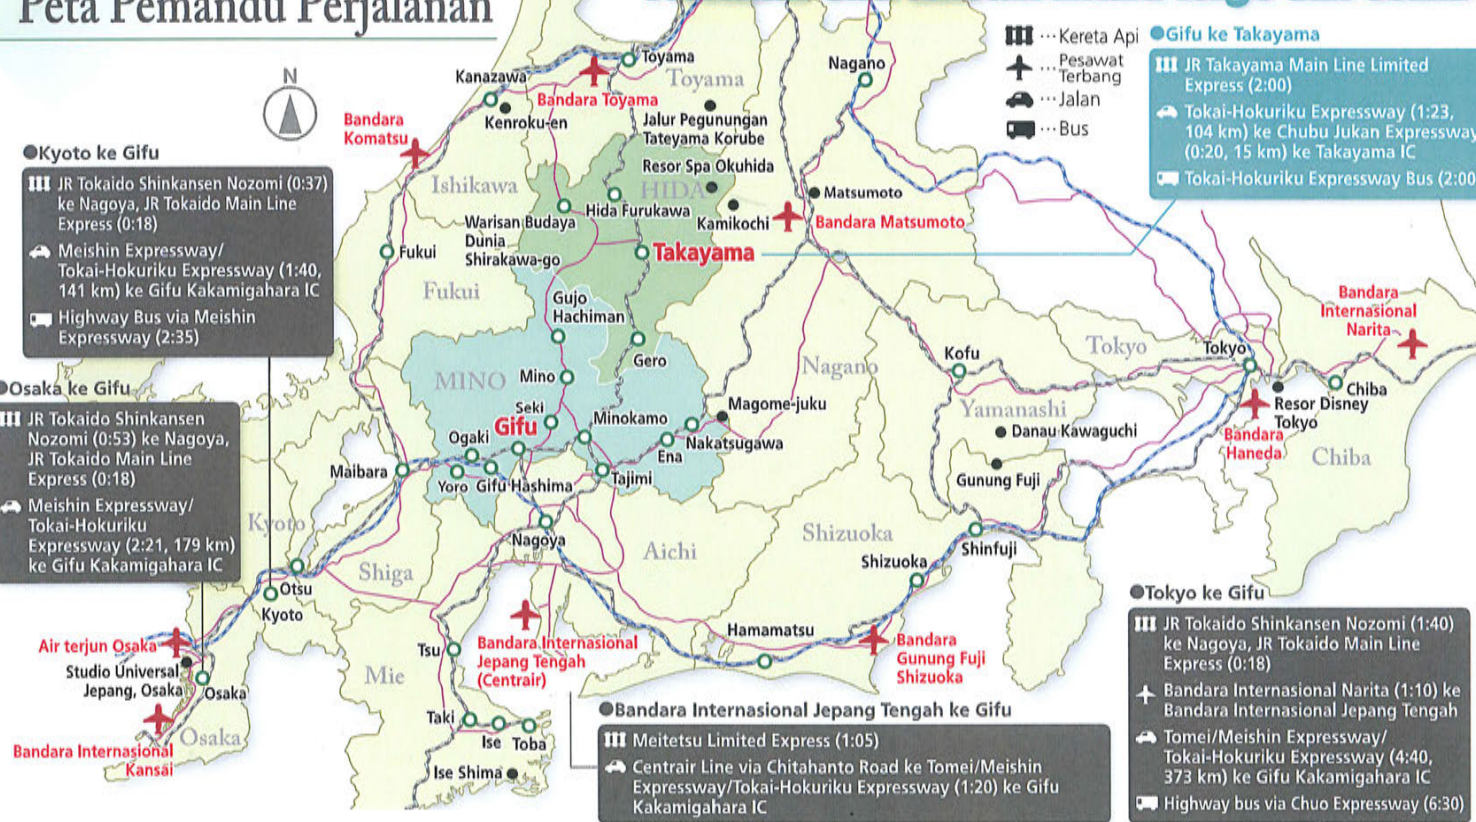 Peta Pemandu Perjalanan
N
Kereta Api
Pesawat
Terbang
Jalan
Bus
Gifu ke Takayama
JR Takayama Main Line Limited
Express (2:00)
Tokai-Hokuriku Expressway (1:23,
104 km) ke Chubu Jukan Expressway
(0:20, 15 km) ke Takayama IC
Tokai-Hokuriku Expressway Bus (2:00
Kyoto ke Gifu
JR Tokaido Shinkansen Nozomi (0:37)
ke Nagoya, JR Tokaido Main Line
Express (0:18)
Meishin Expressway/
Tokai-Hokuriku Expressway (1:40,
141 km) ke Gifu Kakamigahara IC
Highway Bus via Meishin
Expressway (2:35)
Osaka ke Gifu
JR Tokaido Shinkansen
Nozomi (0:53) ke Nagoya,
JR Tokaido Main Line
Express (0:18)
Meishin Expressway/
Tokai-Hokuriku
Expressway (2:21, 179 km)
ke Gifu Kakamigahara IC
Toyama
Toyama
Kanazawa
Bandara Toyama
Kenroku-en
Bandara
Komatsu
Jalur Pegunungan
Tateyama Korube
Nagano
Ishikawa
Resor Spa Okuhida
HIDA
Hida Furukawa
Kamikochi
Matsumoto
Bandara Matsumoto
Warisan Budaya
Dunia
Shirakawa-go
Takayama
Fukui
Fukui
Gujo
Hachiman
Gero
MINO
Mino
Seki
Gifu
Minokamo
Magome-juku
Nakatsugawa
Ena
Ogaki
Yoro
Gifu Hashima
Tajimi
Maibara
Nagoya
Nagano
Kofu
Tokyo
Tokyo
Bandara
Internasional
Narita
Chiba
Resor Disney
Tokyo
Bandara
Haneda
Chiba
Yamanashi
Danau Kawaguchi
Gunung Fuji
Kyoto
Shiga
Otsu
Kyoto
Aichi
Shizuoka
Shizuoka
Shinfuji
Hamamatsu
Bandara
Gunung Fuji
Shizuoka
Air terjun Osaka
Studio Universal
Jepang, Osaka
Osaka
Bandara Internasional
Kansai
Osaka
Mie
Tsu
Taki
Ise
Toba
Ise Shima
Bandara Internasional
Jepang Tengah
(Centrair)
Bandara Internasional Jepang Tengah ke Gifu
Meitetsu Limited Express (1:05)
Centrair Line via Chitahanto Road ke Tomei/Meishin
Expressway/Tokai-Hokuriku Expressway (1:20) ke Gifu
Kakamigahara IC
Tokyo ke Gifu
JR Tokaido Shinkansen Nozomi (1:40)
ke Nagoya, JR Tokaido Main Line
Express (0:18)
Bandara Internasional Narita (1:10) ke
Bandara Internasional Jepang Tengah
Tomei/Meishin Expressway/
Tokai-Hokuriku Expressway (4:40,
373 km) ke Gifu Kakamigahara IC
Highway bus via Chuo Expressway (6:30)